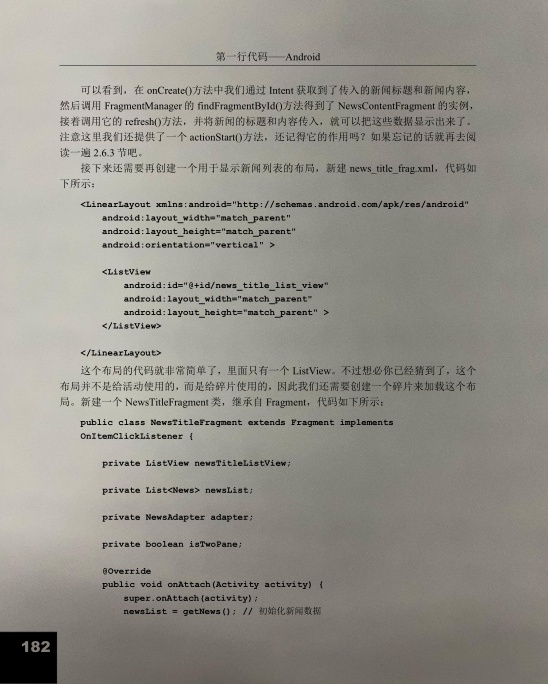 第一行代码——Android
可以看到，在 onCreate()方法中我们通过 Intent 获取到了传入的新闻标题和新闻内容，
然后调用 FragmentManager 的 findFragmentById()方法得到了 NewsContentFragment 的实例，
接着调用它的 refresh()方法，并将新闻的标题和内容传入，就可以把这些数据显示出来了。
注意这里我们还提供了一个 actionStart()方法，还记得它的作用吗？如果忘记的话就再去阅
读一遍 2.6.3 节吧。
接下来还需要再创建一个用于显示新闻列表的布局，新建 news_title_frag.xml，代码如
下所示：
<LinearLayout xmlns:android="http://schemas.android.com/apk/res/android"
android:layout_width="match_parent"
android:layout_height="match_parent"
android:orientation="vertical" >
<ListView
android:id="@+id/news_title_list_view"
android:layout_width="match_parent"
android:layout_height="match_parent" >
</ListView>
</LinearLayout>
这个布局的代码就非常简单了，里面只有一个 ListView。不过想必你已经猜到了，这个
布局并不是给活动使用的，而是给碎片使用的，因此我们还需要创建一个碎片来加载这个布
局。新建一个 NewsTitleFragment 类，继承自 Fragment，代码如下所示：
public class NewsTitleFragment extends Fragment implements
OnItemClickListener {
private ListView newsTitleListView;
private List<News> newsList;
private NewsAdapter adapter;
private boolean isTwoPane;
@Override
public void onAttach(Activity activity) {
super.onAttach(activity);
newsList = getNews(); // 初始化新闻数据
182